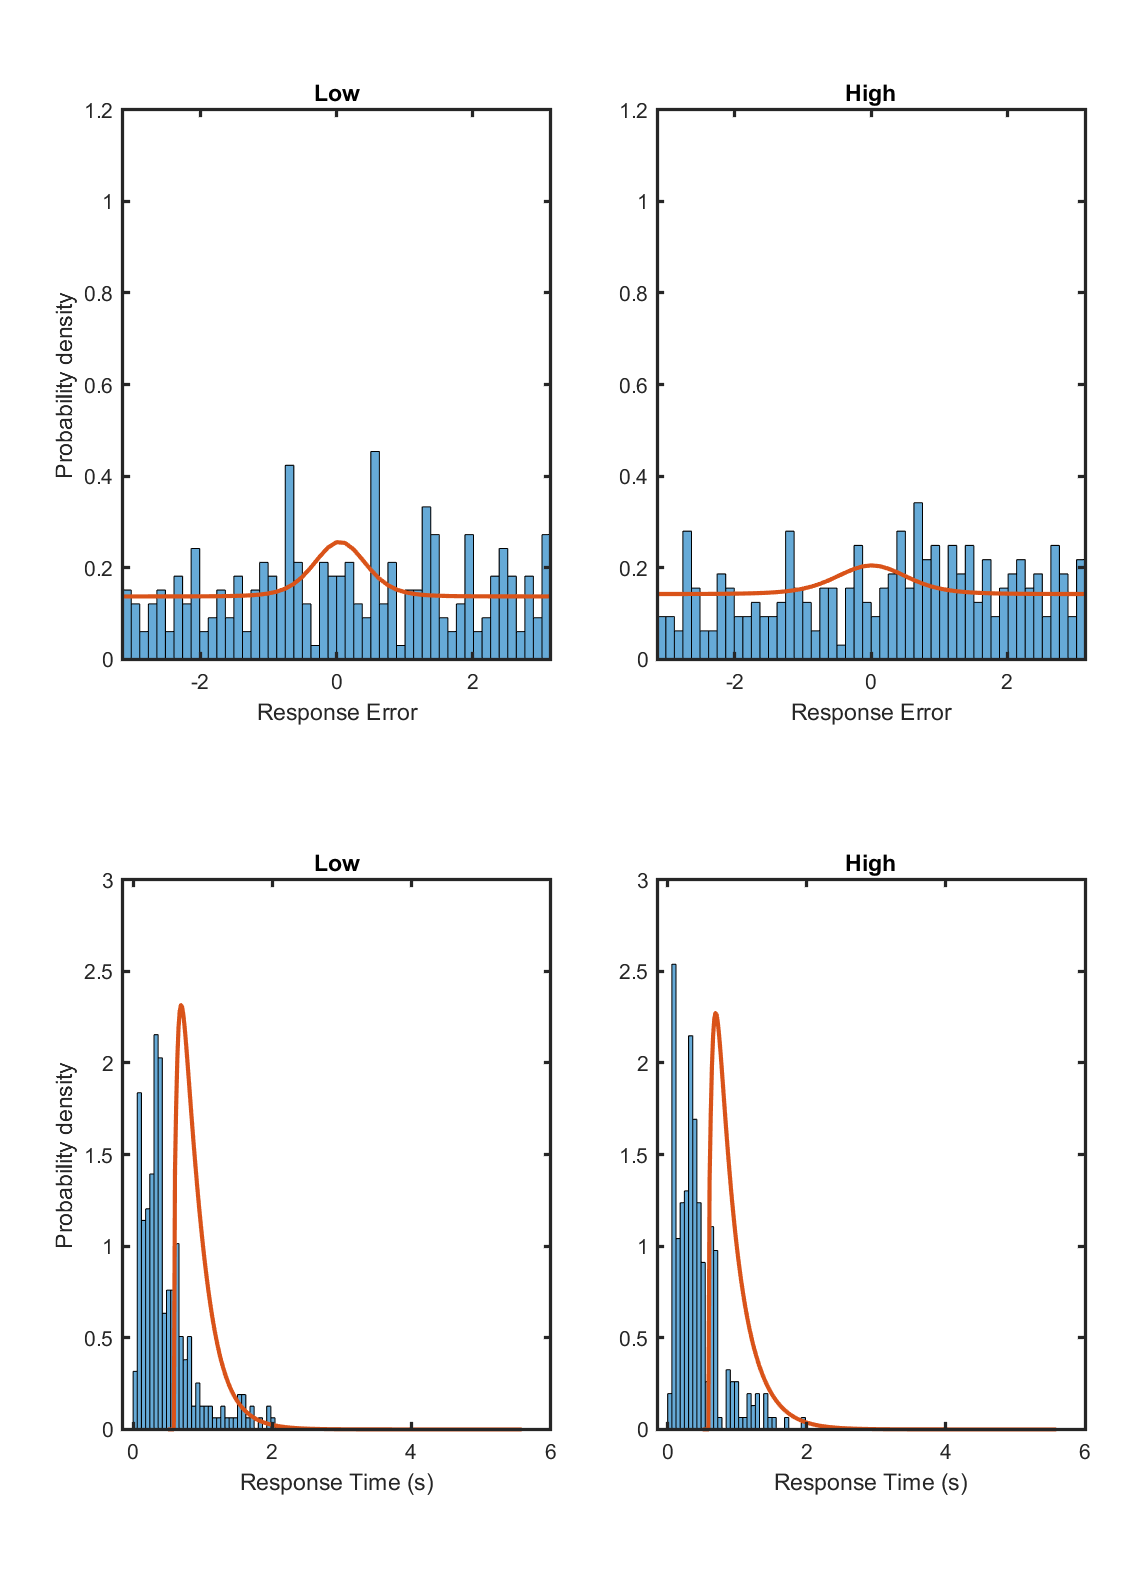 Low High
1.2 1.2
1 1
0.8 0.8
0.6 0.6
0.4 0.4
0.2 0.2
0 0
Probability density
-2 0 2 -2 0 2
Response Error Response Error
Low High
3 3
2.5 2.5
2 2
1.5 1.5
1 1
0.5 0.5
0 0
Probability density
0 2 4 6 0 2 4 6
Response Time (s) Response Time (s)